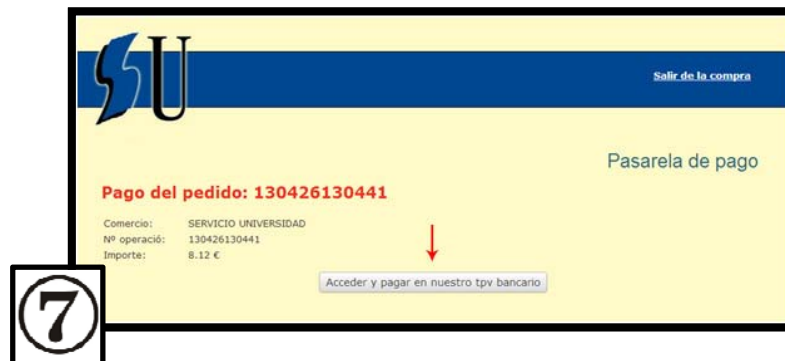 SU
Salir de la compra
Pasarela de pago
Pago del pedido: 130426130441
Comercio: SERVICIO UNIVERSIDAD
Nº operació: 130426130441
Importe: 8.12 €
Acceder y pagar en nuestro tpv bancario
7